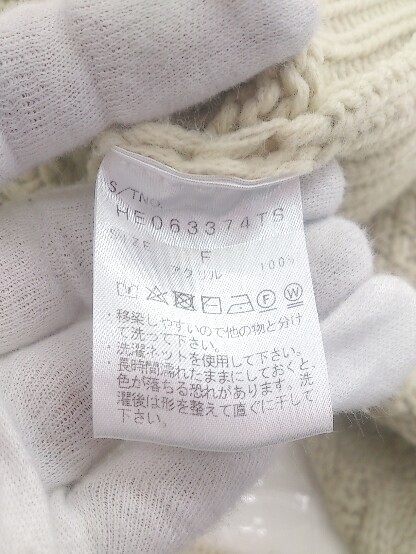 S/TNO.
HE063374TS
SIZE F
アクリル 100%
・移染しやすいので他の物と分け
て洗って下さい。
・洗濯ネットを使用して下さい。
・長時間濡れたままにしておくと、
色が落ちる恐れがあります。洗
濯後は形を整えて直ぐに干して
下さい。